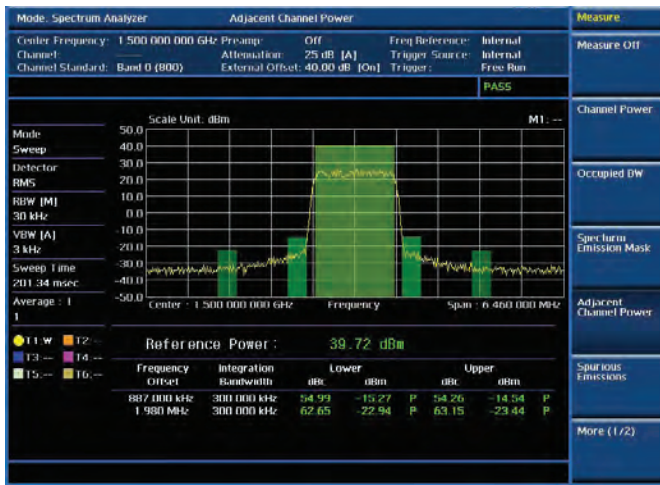 Mode: Spectrum Analyzer Adjacent Channel Power
Center Frequency: 1.500 000 000 GHz Preamp: Off Freq Reference: Internal
Channel: Attenuation: 25 dB [A] Trigger Source: Internal
Channel Standard: Band 0 (800) External Offset: 40.00 dB [On] Trigger: Free Run
PASS
Scale Unit: dBm M1: --
Mode
Sweep
Detector
RMS
RBW [M]
30 kHz
VBW [A]
3 kHz
Sweep Time
201.34 msec
Average : 1
1
T1:W T2:--
T3:-- T4:--
T5:-- T6:--
50.0
40.0
30.0
20.0
10.0
0.0
-10.0
-20.0
-30.0
-40.0
-50.0
Center : 1.500 000 000 GHz Frequency Span : 6.460 000 MHz
Reference Power: 39.72 dBm
Frequency Integration Lower Upper
Offset Bandwidth dBc dBm dBc dBm
887.000 kHz 300.000 kHz 54.99 -15.27 P 54.26 -14.54 P
1.980 MHz 300.000 kHz 62.65 -22.94 P 63.15 -23.44 P
Measure
Measure Off
Channel Power
Occupied BW
Specturm
Emission Mask
Adjacent
Channel Power
Spurious
Emissions
More (1/2)